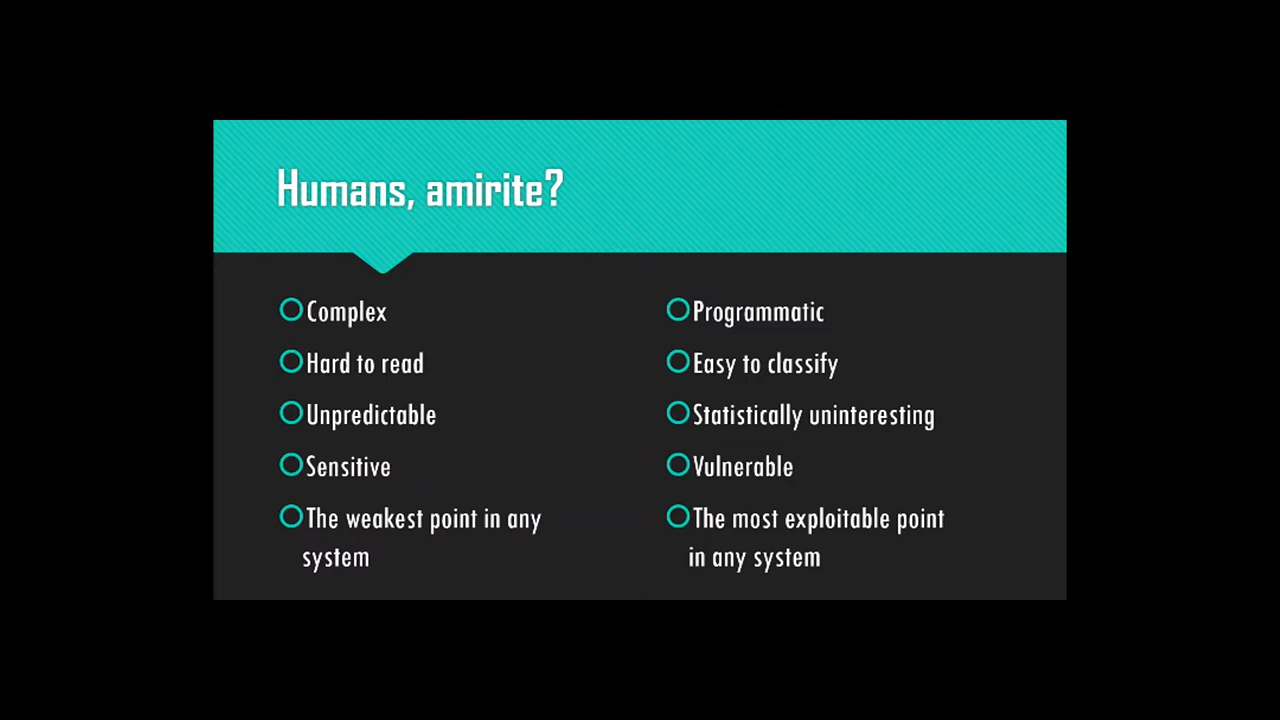 Humans, amirite?
Complex
Hard to read
Unpredictable
Sensitive
The weakest point in any
system
Programmatic
Easy to classify
Statistically uninteresting
Vulnerable
The most exploitable point
in any system